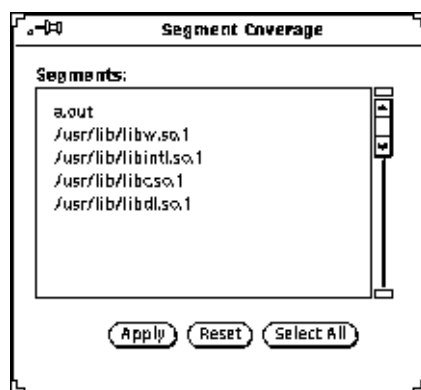 Segment Coverage
Segments:
a.out
/usr/lib/libw.so.1
/usr/lib/libintl.so.1
/usr/lib/libc.so.1
/usr/lib/libdl.so.1
Apply Reset Select All